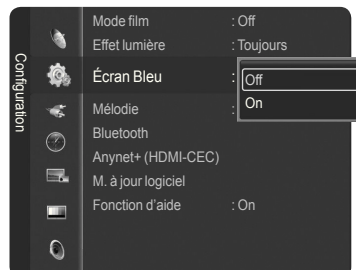 Configuration
Mode film : Off
Effet lumière : Toujours
Écran Bleu :
Off
On
Mélodie :
Bluetooth
Anynet+ (HDMI-CEC)
M. à jour logiciel
Fonction d'aide : On